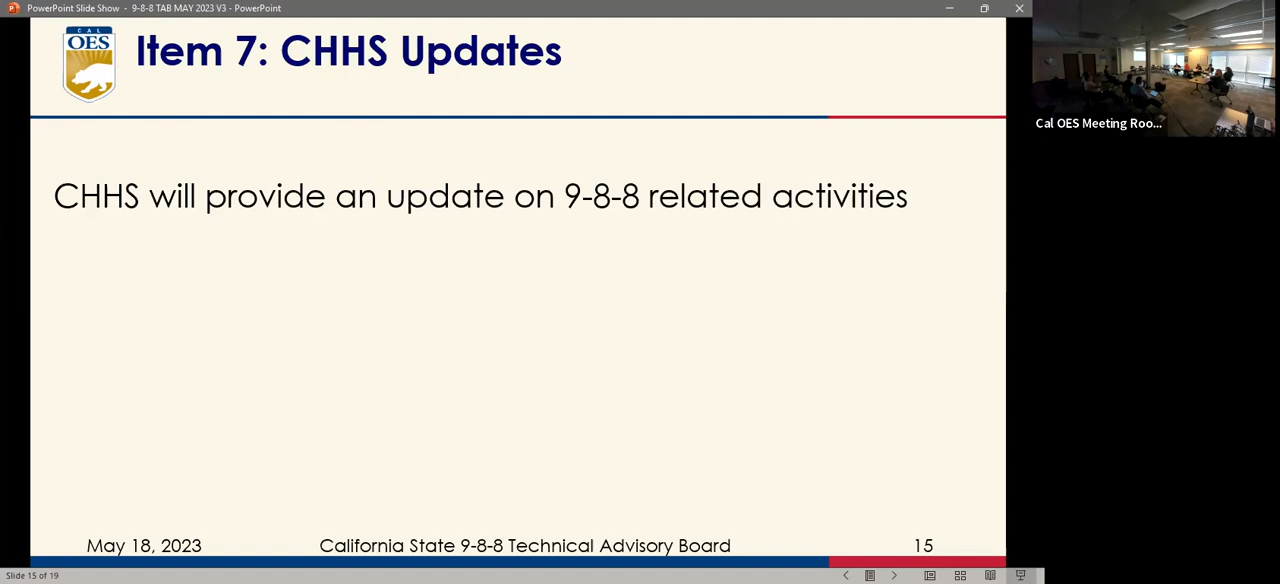 PowerPoint Slide Show - 9-8-8 TAB MAY 2023 V3 - PowerPoint
CAL
OES
Item 7: CHHS Updates
Cal OES Meeting Roo...
CHHS will provide an update on 9-8-8 related activities
May 18, 2023
California State 9-8-8 Technical Advisory Board
15
Slide 15 of 19